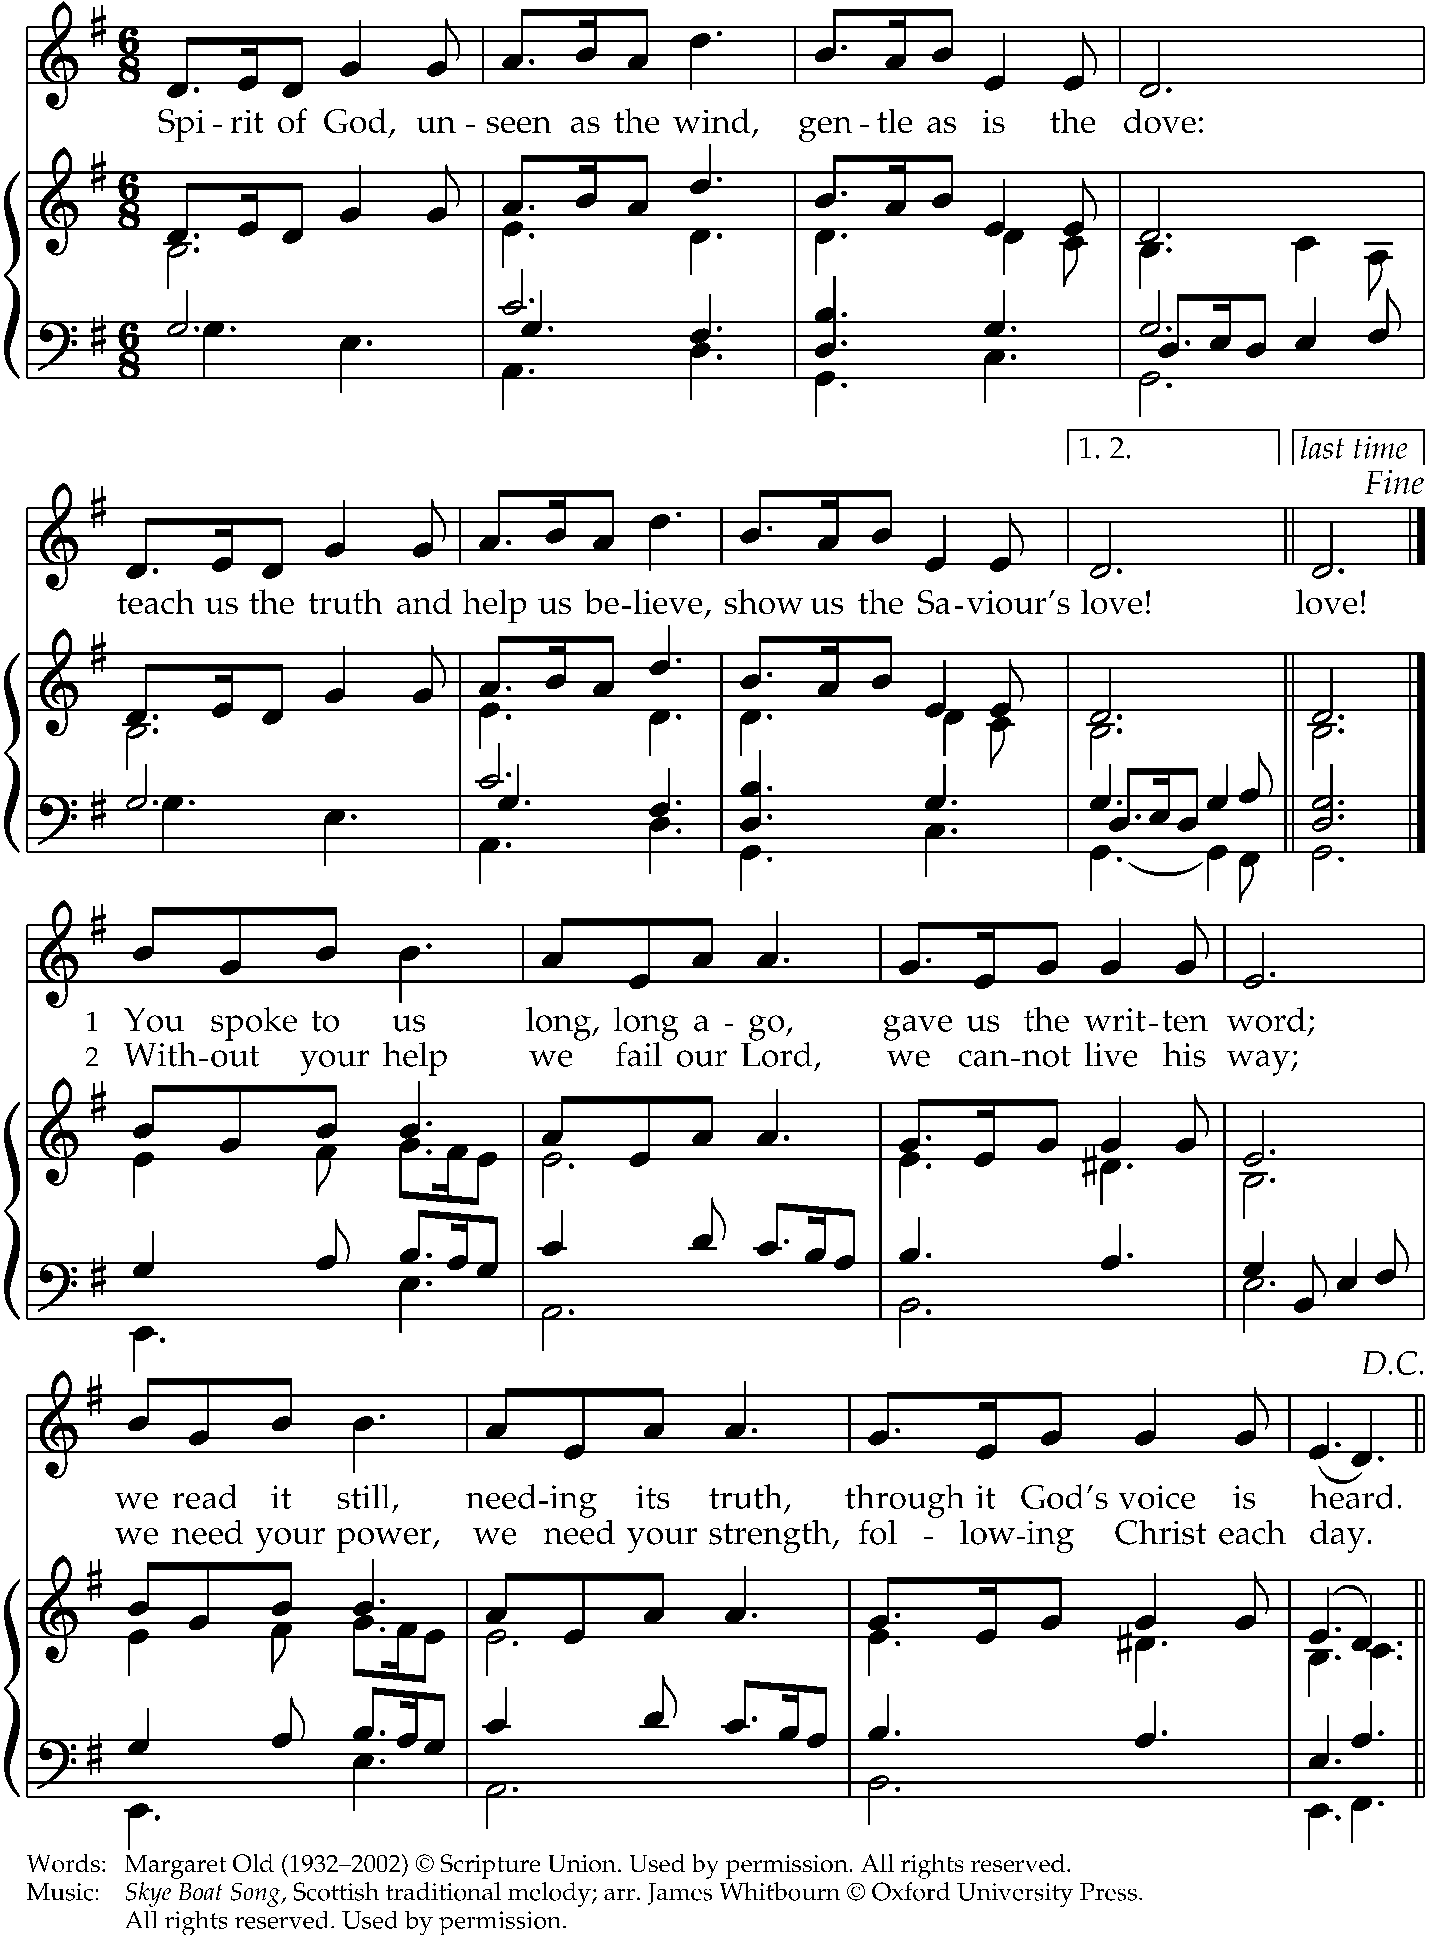 Spi - rit of God, un - seen as the wind, gen - tle as is the dove:
1. 2. last time
Fine
teach us the truth and help us be-lieve, show us the Sa-viour's love! love!
1 You spoke to us long, long a - go, gave us the writ-ten word;
2 With-out your help we fail our Lord, we can-not live his way;
D.C.
we read it still, need-ing its truth, through it God's voice is heard.
we need your power, we need your strength, fol - low-ing Christ each day.
Words: Margaret Old (1932–2002) © Scripture Union. Used by permission. All rights reserved.
Music: Skye Boat Song, Scottish traditional melody; arr. James Whitbourn © Oxford University Press.
All rights reserved. Used by permission.